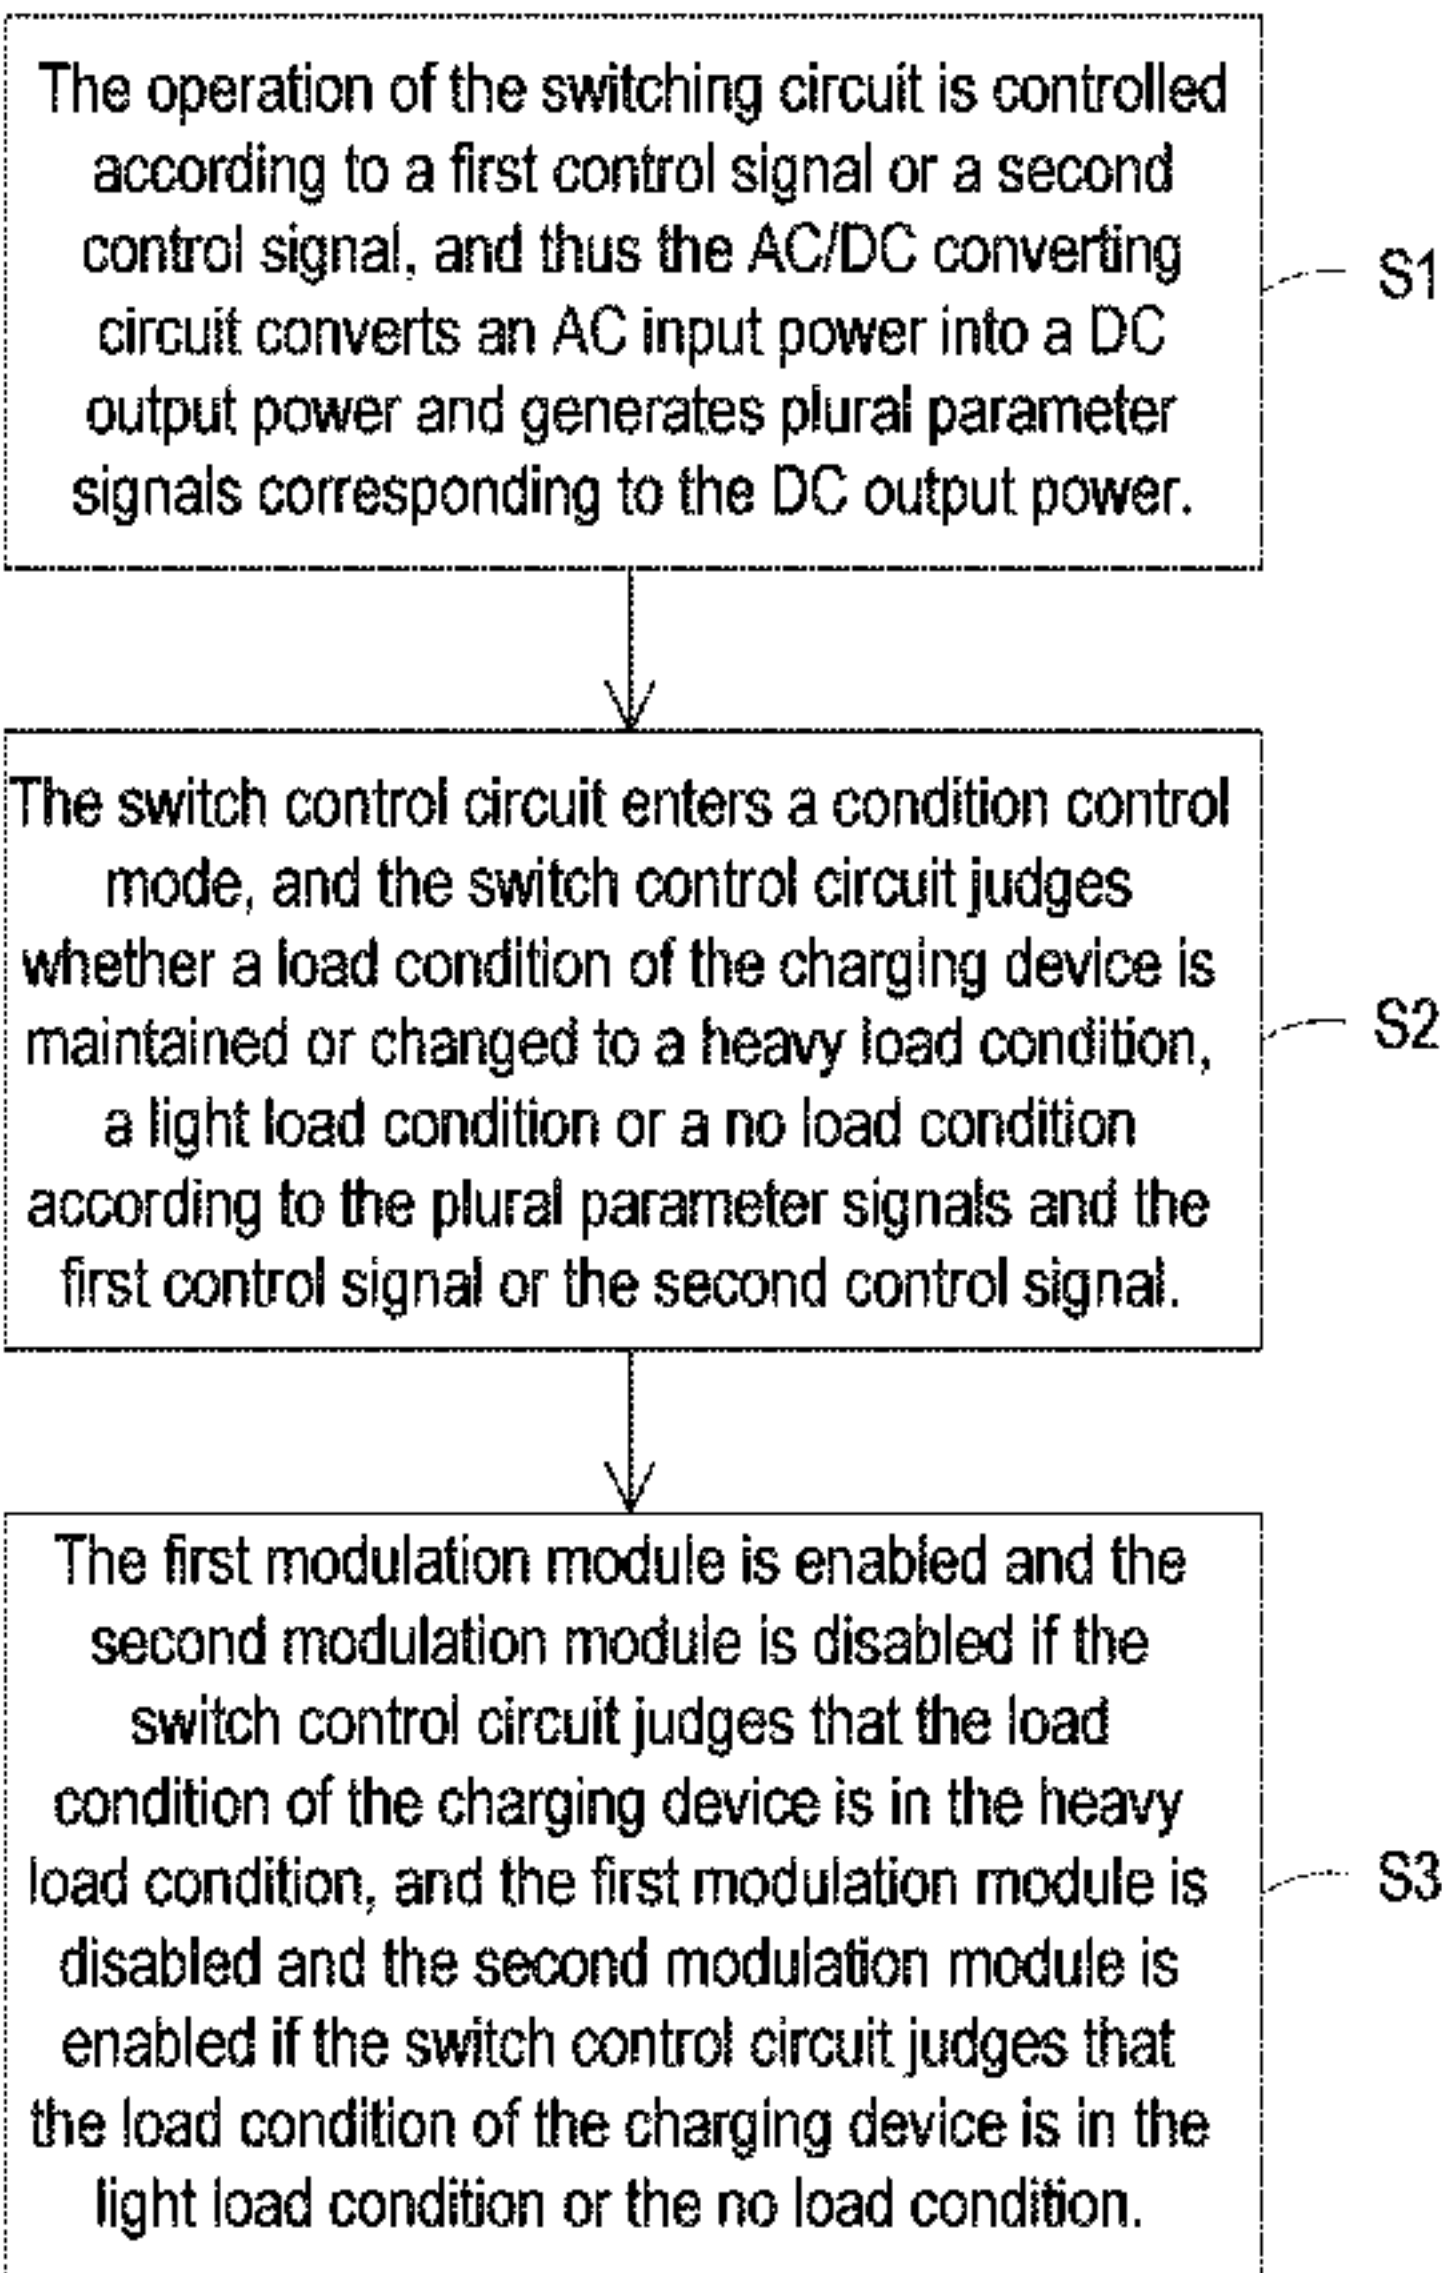 The operation of the switching circuit is controlled
according to a first control signal or a second
control signal, and thus the AC/DC converting
circuit converts an AC input power into a DC
output power and generates plural parameter
signals corresponding to the DC output power.
S1
The switch control circuit enters a condition control
mode, and the switch control circuit judges
whether a load condition of the charging device is
maintained or changed to a heavy load condition,
a light load condition or a no load condition
according to the plural parameter signals and the
first control signal or the second control signal.
S2
The first modulation module is enabled and the
second modulation module is disabled if the
switch control circuit judges that the load
condition of the charging device is in the heavy
load condition, and the first modulation module is
disabled and the second modulation module is
enabled if the switch control circuit judges that
the load condition of the charging device is in the
light load condition or the no load condition.
S3